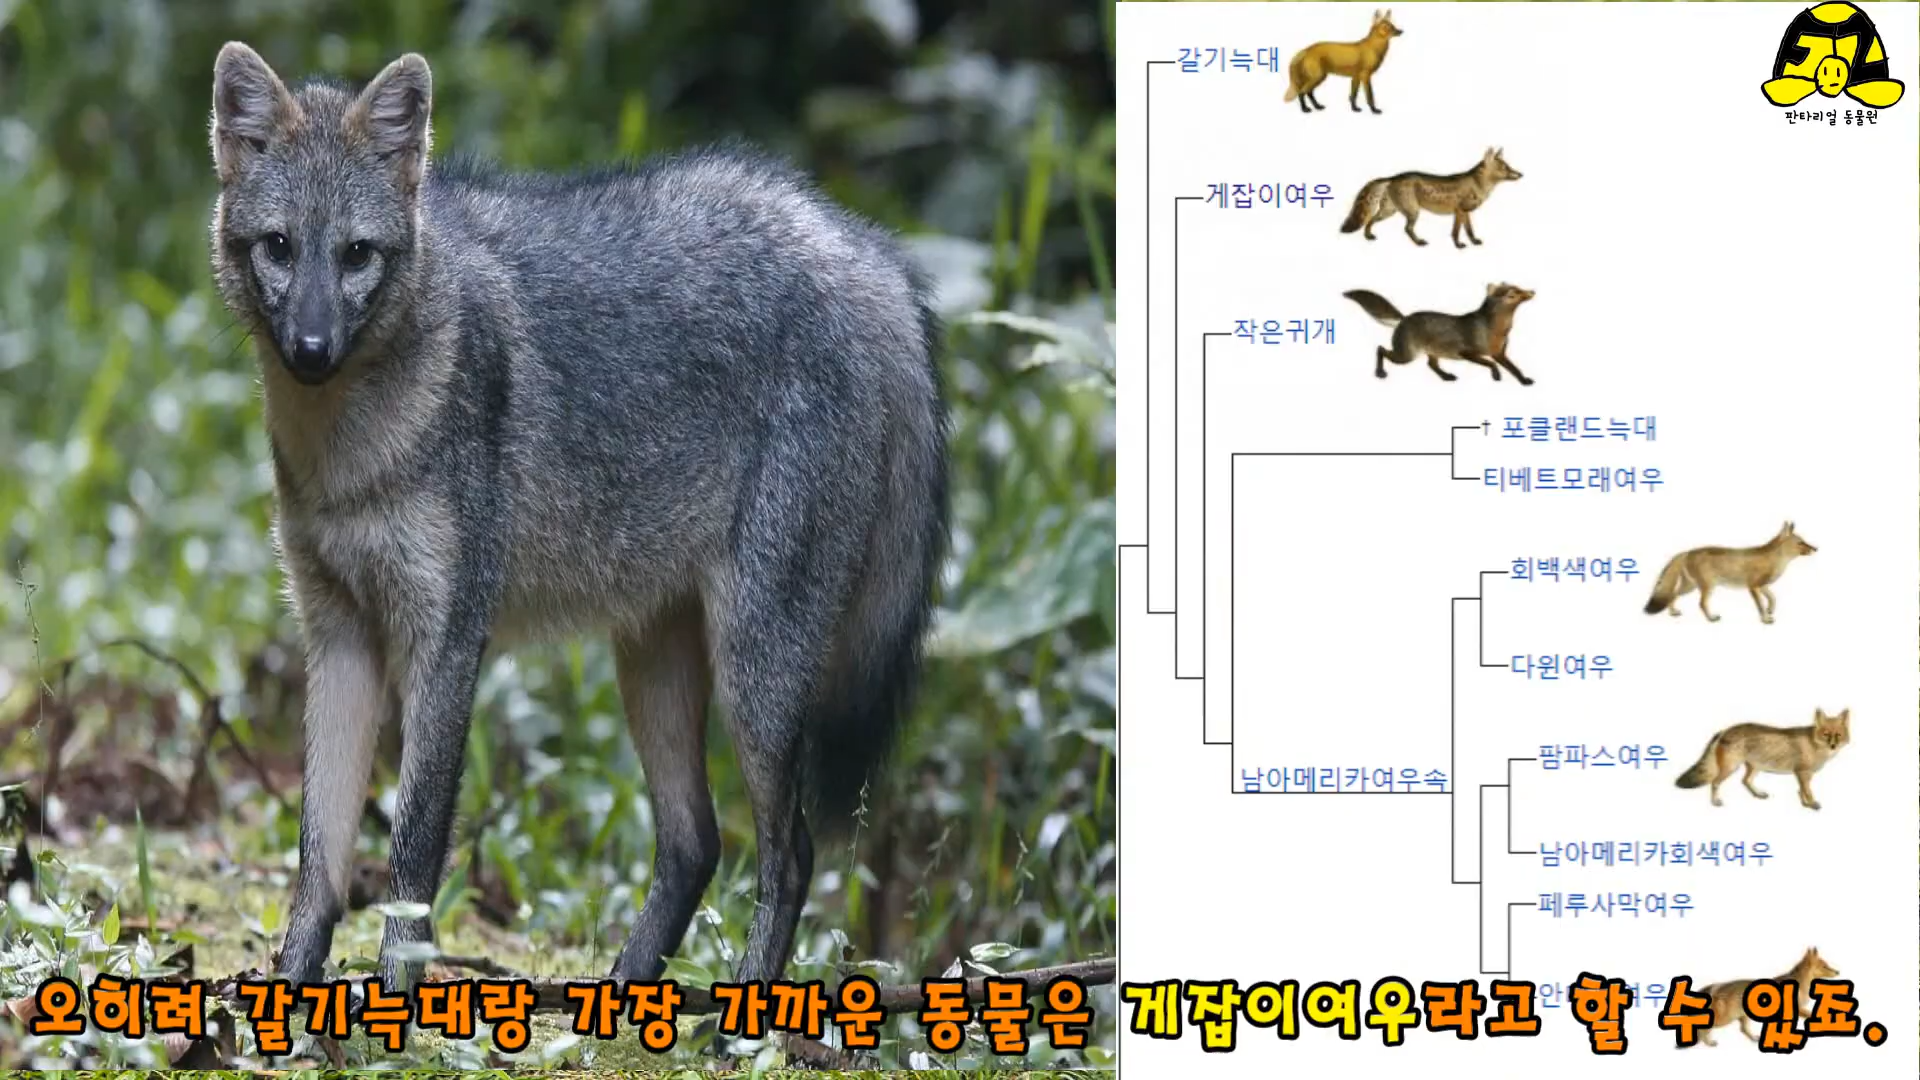 판타리얼 동물원
갈기늑대
게잡이여우
작은귀개
† 포클랜드늑대
티베트모래여우
회백색여우
다윈여우
팜파스여우
남아메리카여우속
남아메리카회색여우
페루사막여우
오히려 갈기늑대랑 가장 가까운 동물은 게잡이여우라고 할 수 있죠.